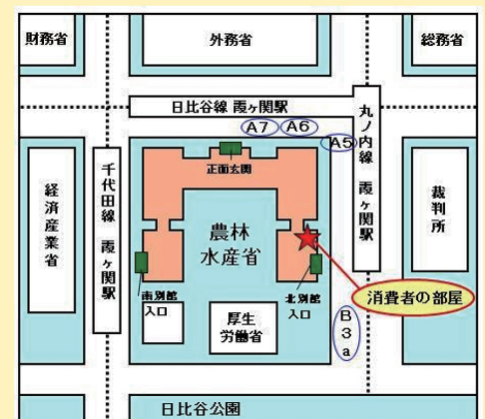 財務省
外務省
総務省
日比谷線 霞ヶ関駅
A7
A6
A5
丸ノ内線 霞ヶ関駅
正面玄関
経済産業省
千代田線 霞ヶ関駅
農林
水産省
裁判所
南別館
入口
北別館
入口
消費者の部屋
厚生
労働省
B3a
日比谷公園